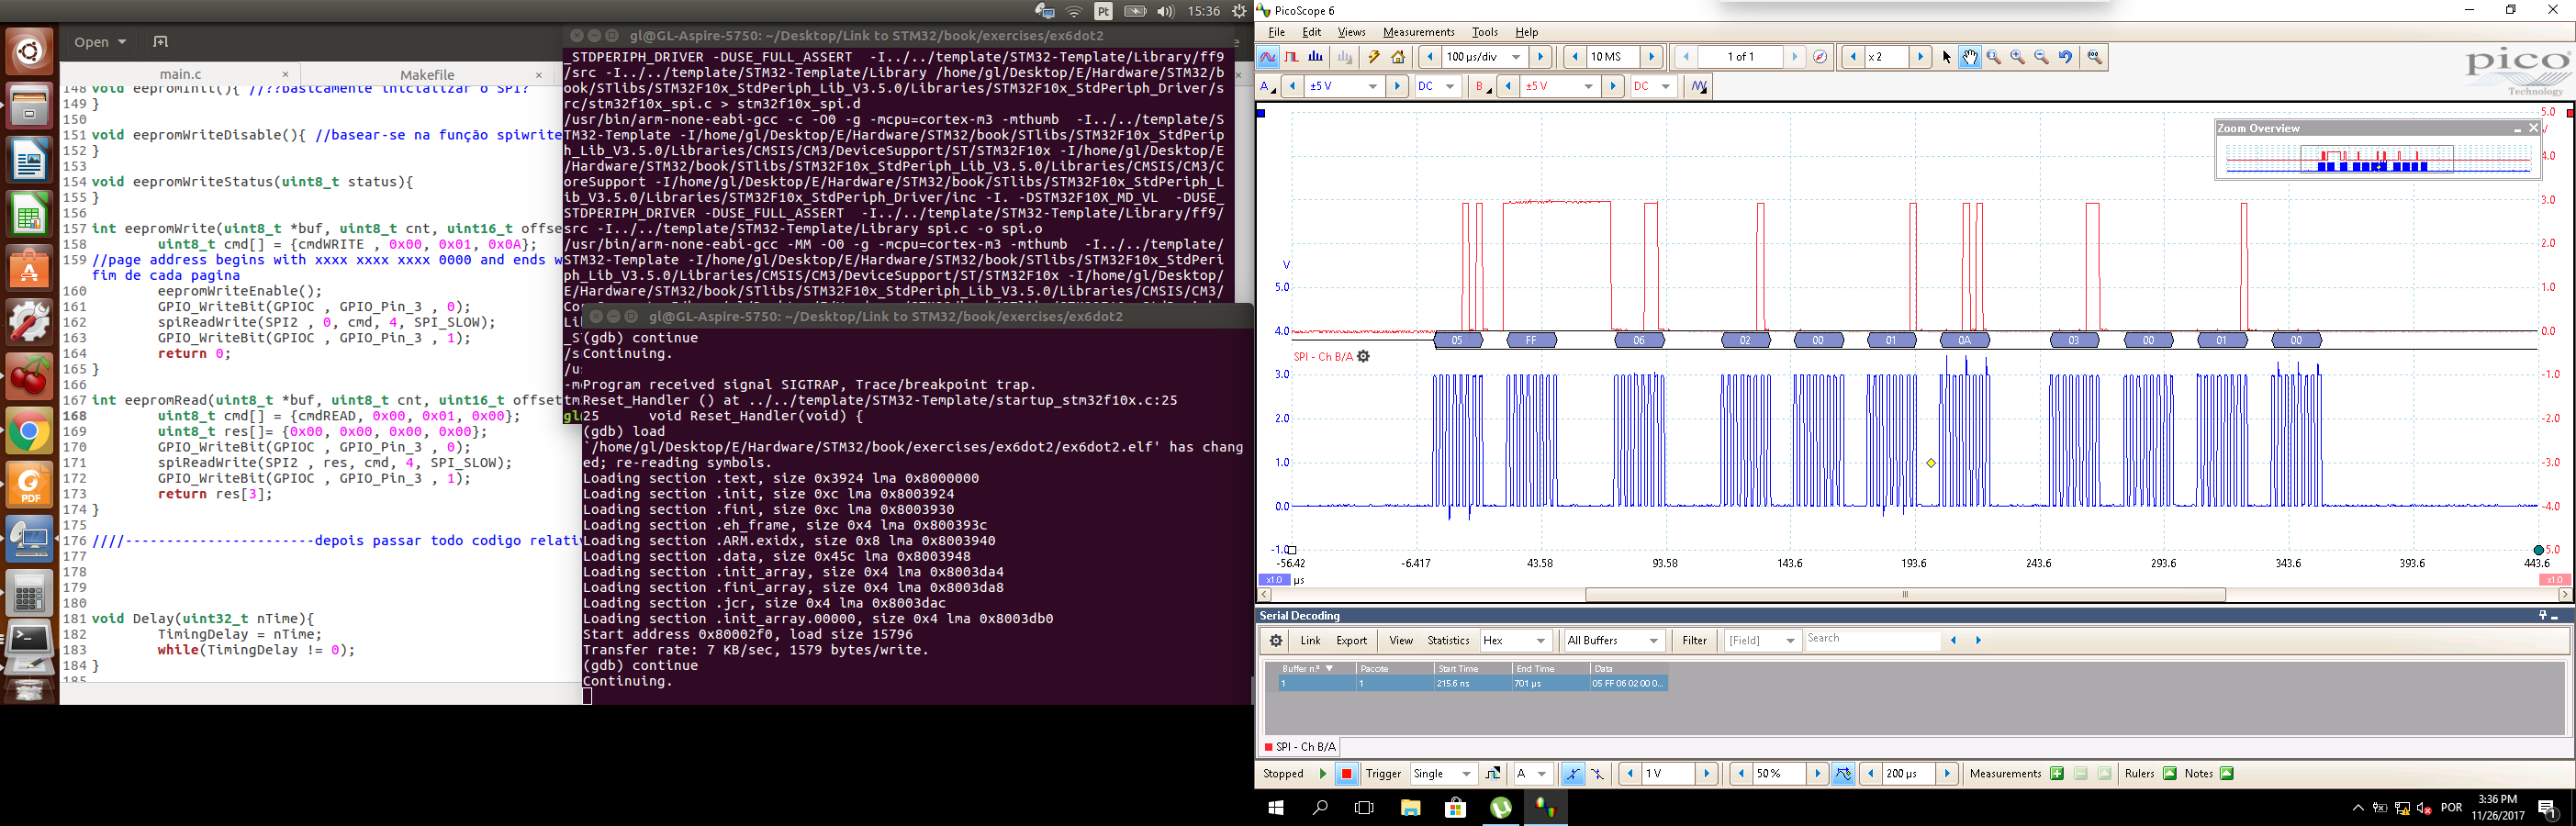 Pt 15:36
Open
main.c × Makefile ×
148 void eepromInit(){ //??basicamente inicializar o SPI?
149 }
150
151 void eepromWriteDisable(){ //basear-se na função spiwrite
152 }
153
154 void eepromWriteStatus(uint8_t status){
155 }
156
157 int eepromWrite(uint8_t *buf, uint8_t cnt, uint16_t offset
158 uint8_t cmd[] = {cmdWRITE , 0x00, 0x01, 0x0A};
159 //page address begins with xxxx xxxx xxxx 0000 and ends w
fim de cada pagina
160 eepromWriteEnable();
161 GPIO_WriteBit(GPIOC , GPIO_Pin_3 , 0);
162 spiReadWrite(SPI2 , 0, cmd, 4, SPI_SLOW);
163 GPIO_WriteBit(GPIOC , GPIO_Pin_3 , 1);
164 return 0;
165 }
166
167 int eepromRead(uint8_t *buf, uint8_t cnt, uint16_t offset
168 uint8_t cmd[] = {cmdREAD, 0x00, 0x01, 0x00};
169 uint8_t res[]= {0x00, 0x00, 0x00, 0x00};
170 GPIO_WriteBit(GPIOC , GPIO_Pin_3 , 0);
171 spiReadWrite(SPI2 , res, cmd, 4, SPI_SLOW);
172 GPIO_WriteBit(GPIOC , GPIO_Pin_3 , 1);
173 return res[3];
174 }
175
176 ////-----------------------depois passar todo codigo relativ
177
178
179
180
181 void Delay(uint32_t nTime){
182 TimingDelay = nTime;
183 while(TimingDelay != 0);
184 }
185
gl@GL-Aspire-5750: ~/Desktop/Link to STM32/book/exercises/ex6dot2
_STDPERIPH_DRIVER -DUSE_FULL_ASSERT -I../../template/STM32-Template/Library/ff9
/src -I../../template/STM32-Template/Library /home/gl/Desktop/E/Hardware/STM32/b
ook/STlibs/STM32F10x_StdPeriph_Lib_V3.5.0/Libraries/STM32F10x_StdPeriph_Driver/s
rc/stm32f10x_spi.c > stm32f10x_spi.d
/usr/bin/arm-none-eabi-gcc -c -O0 -g -mcpu=cortex-m3 -mthumb -I../../template/S
TM32-Template -I/home/gl/Desktop/E/Hardware/STM32/book/STlibs/STM32F10x_StdPerip
h_Lib_V3.5.0/Libraries/CMSIS/CM3/DeviceSupport/ST/STM32F10x -I/home/gl/Desktop/E
/Hardware/STM32/book/STlibs/STM32F10x_StdPeriph_Lib_V3.5.0/Libraries/CMSIS/CM3/C
oreSupport -I/home/gl/Desktop/E/Hardware/STM32/book/STlibs/STM32F10x_StdPeriph_L
ib_V3.5.0/Libraries/STM32F10x_StdPeriph_Driver/inc -I. -DSTM32F10X_MD_VL -DUSE_
STDPERIPH_DRIVER -DUSE_FULL_ASSERT -I../../template/STM32-Template/Library/ff9/
src -I../../template/STM32-Template/Library spi.c -o spi.o
/usr/bin/arm-none-eabi-gcc -MM -O0 -g -mcpu=cortex-m3 -mthumb -I../../template/
STM32-Template -I/home/gl/Desktop/E/Hardware/STM32/book/STlibs/STM32F10x_StdPeri
ph_Lib_V3.5.0/Libraries/CMSIS/CM3/DeviceSupport/ST/STM32F10x -I/home/gl/Desktop/
E/Hardware/STM32/book/STlibs/STM32F10x_StdPeriph_Lib_V3.5.0/Libraries/CMSIS/CM3/
gl@GL-Aspire-5750: ~/Desktop/Link to STM32/book/exercises/ex6dot2
(gdb) continue
Continuing.
Program received signal SIGTRAP, Trace/breakpoint trap.
Reset_Handler () at ../../template/STM32-Template/startup_stm32f10x.c:25
25 void Reset_Handler(void) {
(gdb) load
`/home/gl/Desktop/E/Hardware/STM32/book/exercises/ex6dot2/ex6dot2.elf' has chang
ed; re-reading symbols.
Loading section .text, size 0x3924 lma 0x8000000
Loading section .init, size 0xc lma 0x8003924
Loading section .fini, size 0xc lma 0x8003930
Loading section .eh_frame, size 0x4 lma 0x800393c
Loading section .ARM.exidx, size 0x8 lma 0x8003940
Loading section .data, size 0x45c lma 0x8003948
Loading section .init_array, size 0x4 lma 0x8003da4
Loading section .fini_array, size 0x4 lma 0x8003da8
Loading section .jcr, size 0x4 lma 0x8003dac
Loading section .init_array.00000, size 0x4 lma 0x8003db0
Start address 0x80002f0, load size 15796
Transfer rate: 7 KB/sec, 1579 bytes/write.
(gdb) continue
Continuing.
PDF
PicoScope 6
File Edit Views Measurements Tools Help
100 µs/div 10 MS 1 of 1 x 2
A ±5 V DC B ±5 V DC
pico
Technology
Zoom Overview
V
5.0
4.0
3.0
2.0
1.0
0.0
-1.0
5.0
V
4.0
3.0
2.0
1.0
0.0
-1.0
-2.0
-3.0
-4.0
-5.0
05 FF 06 02 00 01 0A 03 00 01 00
SPI - Ch B/A
-56.42 -6.417 43.58 93.58 143.6 193.6 243.6 293.6 343.6 393.6 443.6
x1.0 µs x1.0
Serial Decoding
Link Export View Statistics Hex All Buffers Filter [Field] Search
Buffer n.º Pacote Start Time End Time Data
1 1 215.6 ns 701 µs 05 FF 06 02 00 0...
SPI - Ch B/A
Stopped Trigger Single A 1 V 50 % 200 µs Measurements Rulers Notes
POR 3:36 PM
11/26/2017 1